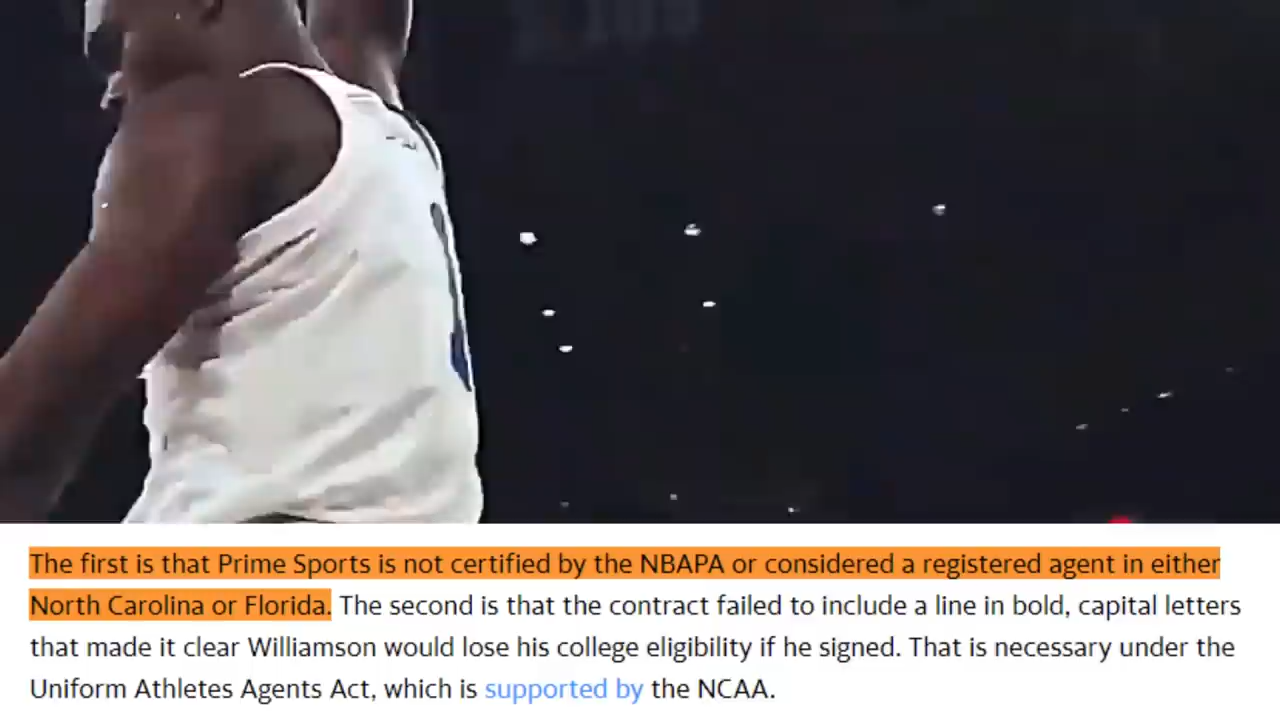 The first is that Prime Sports is not certified by the NBAPA or considered a registered agent in either
North Carolina or Florida. The second is that the contract failed to include a line in bold, capital letters
that made it clear Williamson would lose his college eligibility if he signed. That is necessary under the
Uniform Athletes Agents Act, which is supported by the NCAA.